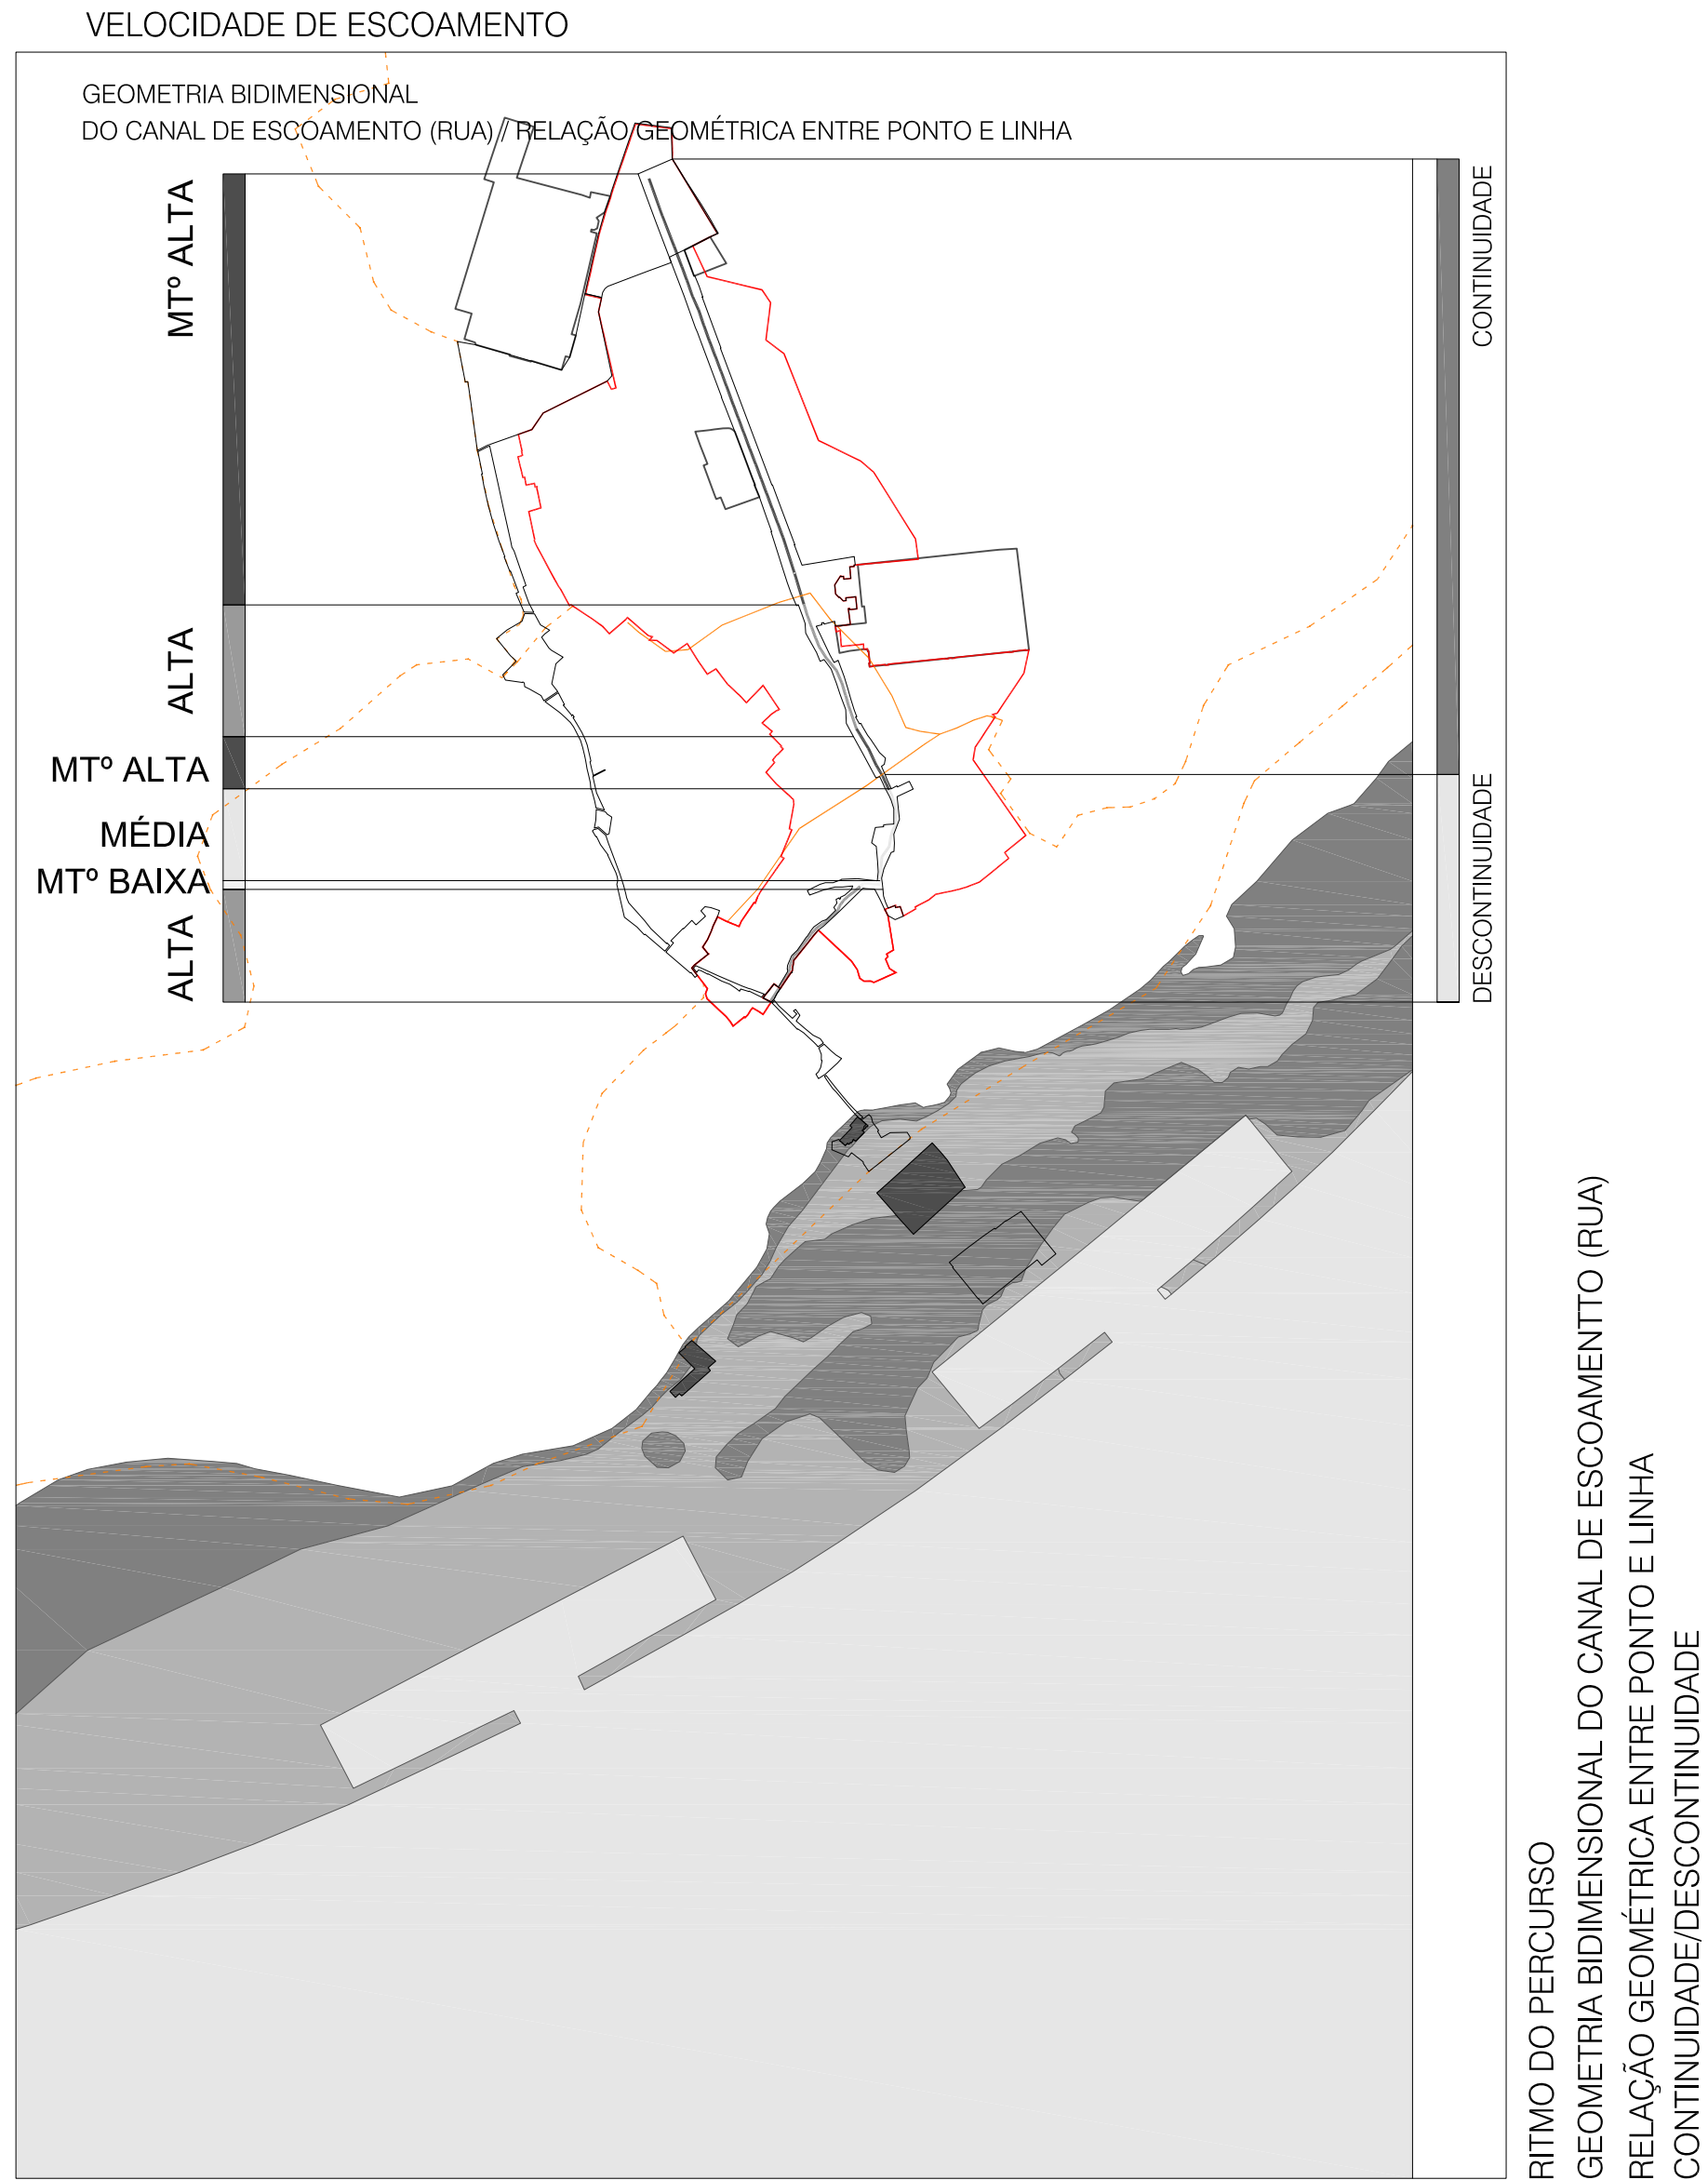 VELOCIDADE DE ESCOAMENTO
GEOMETRIA BIDIMENSIONAL
DO CANAL DE ESCOAMENTO (RUA) / RELAÇÃO GEOMÉTRICA ENTRE PONTO E LINHA
MTº ALTA
ALTA
MTº ALTA
MÉDIA
MTº BAIXA
ALTA
CONTINUIDADE
DESCONTINUIDADE
RITMO DO PERCURSO
GEOMETRIA BIDIMENSIONAL DO CANAL DE ESCOAMENTTO (RUA)
RELAÇÃO GEOMÉTRICA ENTRE PONTO E LINHA
CONTINUIDADE/DESCONTINUIDADE